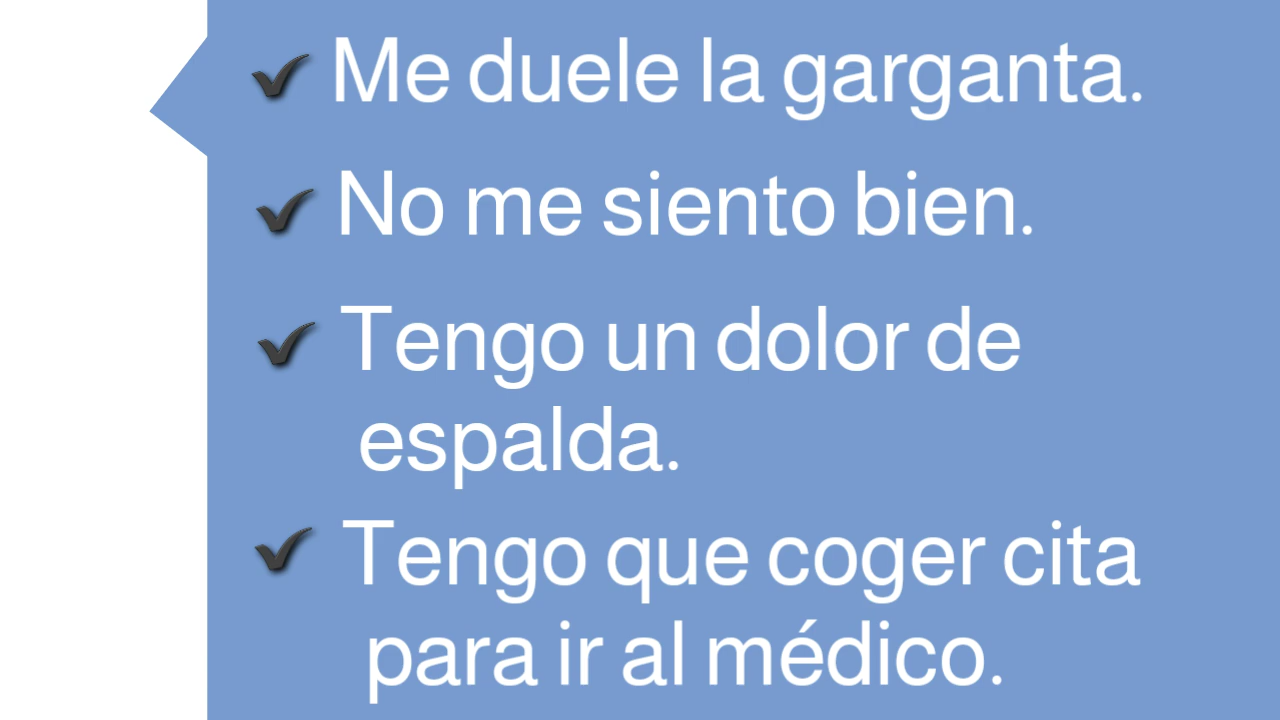 Me duele la garganta.
No me siento bien.
Tengo un dolor de
espalda.
Tengo que coger cita
para ir al médico.